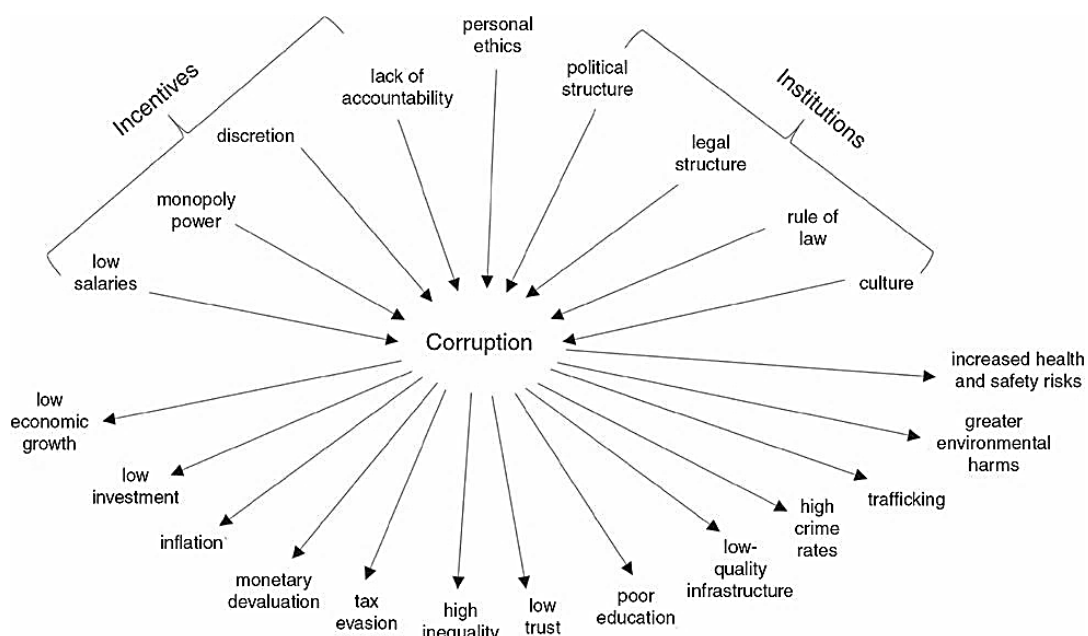 Incentives
Institutions
personal
ethics
lack of
accountability
political
structure
discretion
legal
structure
monopoly
power
rule of
law
low
salaries
culture
Corruption
increased health
and safety risks
low
economic
growth
greater
environmental
harms
low
investment
trafficking
inflation
high
crime
rates
monetary
devaluation
low-
quality
infrastructure
tax
evasion
high
inequality
low
trust
poor
education